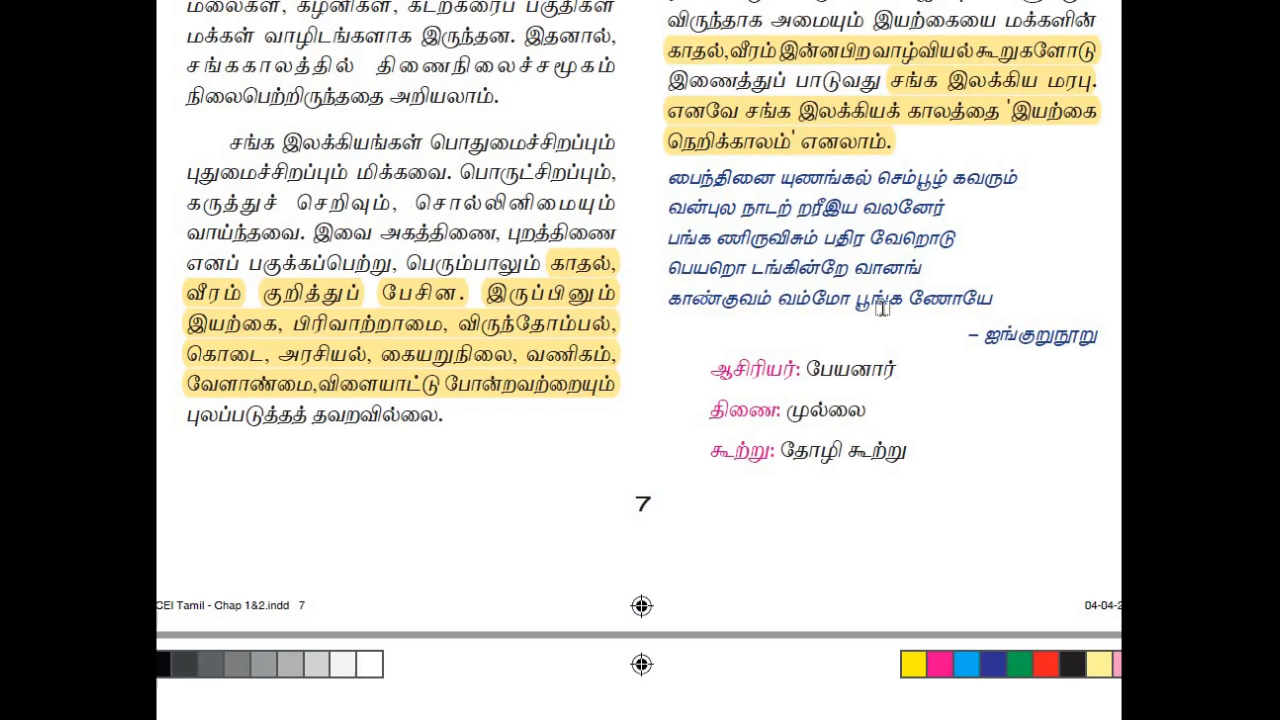 மலைகள், கழனிகள், கடற்கரைப் பகுதிகள்
மக்கள் வாழிடங்களாக இருந்தன. இதனால்,
சங்ககாலத்தில் திணைநிலைச்சமூகம்
நிலைபெற்றிருந்ததை அறியலாம்.
சங்க இலக்கியங்கள் பொதுமைச்சிறப்பும்
புதுமைச்சிறப்பும் மிக்கவை. பொருட்சிறப்பும்,
கருத்துச் செறிவும், சொல்லினிமையும்
வாய்ந்தவை. இவை அகத்திணை, புறத்திணை
எனப் பகுக்கப்பெற்று, பெரும்பாலும் காதல்,
வீரம் குறித்துப் பேசின. இருப்பினும்
இயற்கை, பிரிவாற்றாமை, விருந்தோம்பல்,
கொடை, அரசியல், கையறுநிலை, வணிகம்,
வேளாண்மை,விளையாட்டு போன்றவற்றையும்
புலப்படுத்தத் தவறவில்லை.
விருந்தாக அமையும் இயற்கையை மக்களின்
காதல்,வீரம் இன்னபிற வாழ்வியல் கூறுகளோடு
இணைத்துப் பாடுவது சங்க இலக்கிய மரபு.
எனவே சங்க இலக்கியக் காலத்தை 'இயற்கை
நெறிக்காலம்' எனலாம்.
பைந்தினை யுணங்கல் செம்பூழ் கவரும்
வன்புல நாடற் றரீஇய வலனேர்
பங்க ணிருவிசும் பதிர வேறொடு
பெயறொ டங்கின்றே வானங்
காண்குவம் வம்மோ பூங்க ணோயே
– ஐங்குறுநூறு
ஆசிரியர்: பேயனார்
திணை: முல்லை
கூற்று: தோழி கூற்று
7
CEI Tamil - Chap 1&2.indd 7
04-04-2